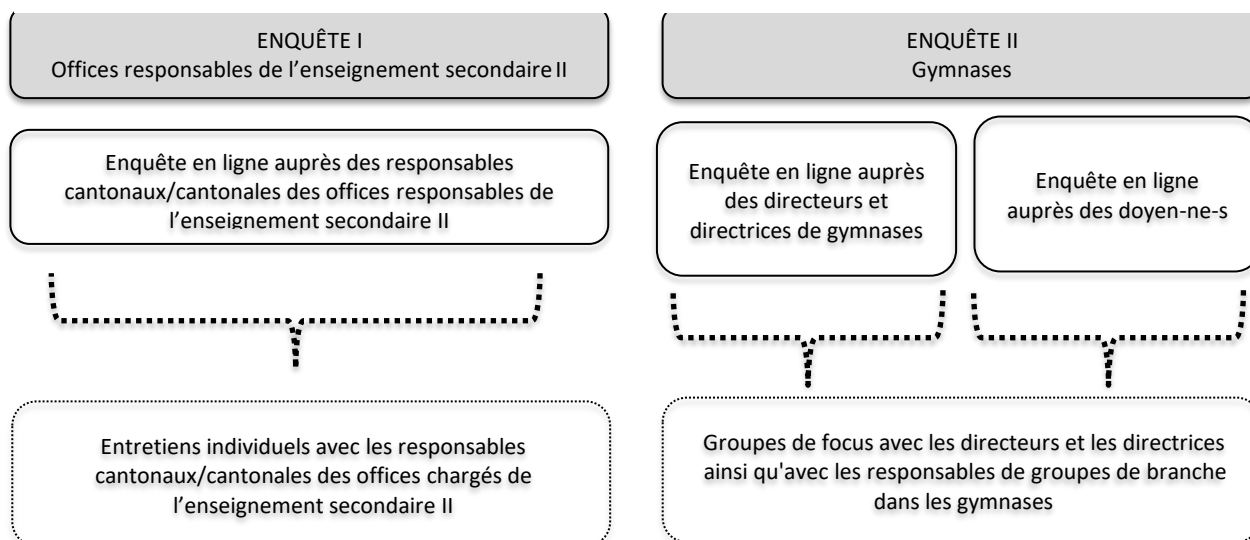 ENQUÊTE I
Offices responsables de l’enseignement secondaire II
Enquête en ligne auprès des responsables
cantonaux/cantonales des offices responsables de
l’enseignement secondaire II
Entretiens individuels avec les responsables
cantonaux/cantonales des offices chargés de
l’enseignement secondaire II
ENQUÊTE II
Gymnases
Enquête en ligne auprès
des directeurs et
directrices de gymnases
Enquête en ligne
auprès des doyen-ne-s
Groupes de focus avec les directeurs et les directrices
ainsi qu'avec les responsables de groupes de branche
dans les gymnases